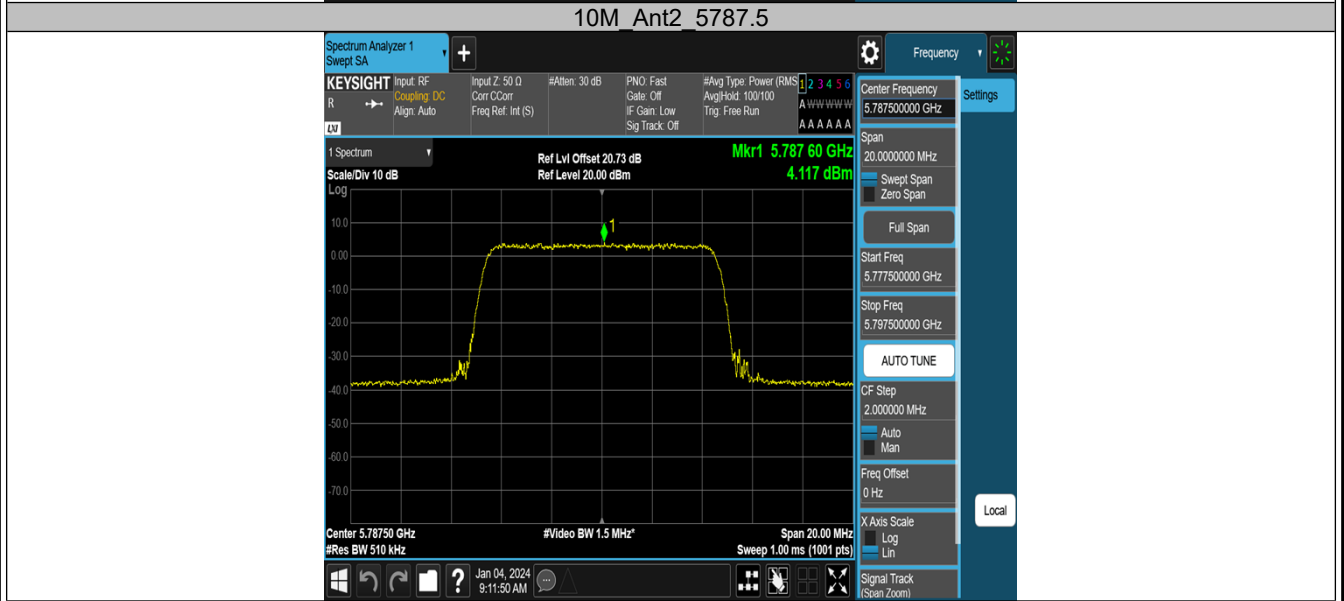 10M_Ant2_5787.5
Spectrum Analyzer 1
Swept SA
+
Frequency
KEYSIGHT
R
LXI
Input: RF
Coupling: DC
Align: Auto
Input Z: 50 Ω
Corr CCorr
Freq Ref: Int (S)
#Atten: 30 dB
PNO: Fast
Gate: Off
IF Gain: Low
Sig Track: Off
#Avg Type: Power (RMS
Avg|Hold: 100/100
Trig: Free Run
1 2 3 4 5 6
A W W W W W
A A A A A A
1 Spectrum
Scale/Div 10 dB
Log
Ref Lvl Offset 20.73 dB
Ref Level 20.00 dBm
Mkr1 5.787 60 GHz
4.117 dBm
1
10.0
0.00
-10.0
-20.0
-30.0
-40.0
-50.0
-60.0
-70.0
Center 5.78750 GHz
#Res BW 510 kHz
#Video BW 1.5 MHz*
Span 20.00 MHz
Sweep 1.00 ms (1001 pts)
?
Jan 04, 2024
9:11:50 AM
Center Frequency
5.787500000 GHz
Settings
Span
20.0000000 MHz
Swept Span
Zero Span
Full Span
Start Freq
5.777500000 GHz
Stop Freq
5.797500000 GHz
AUTO TUNE
CF Step
2.000000 MHz
Auto
Man
Freq Offset
0 Hz
X Axis Scale
Log
Lin
Local
Signal Track
(Span Zoom)